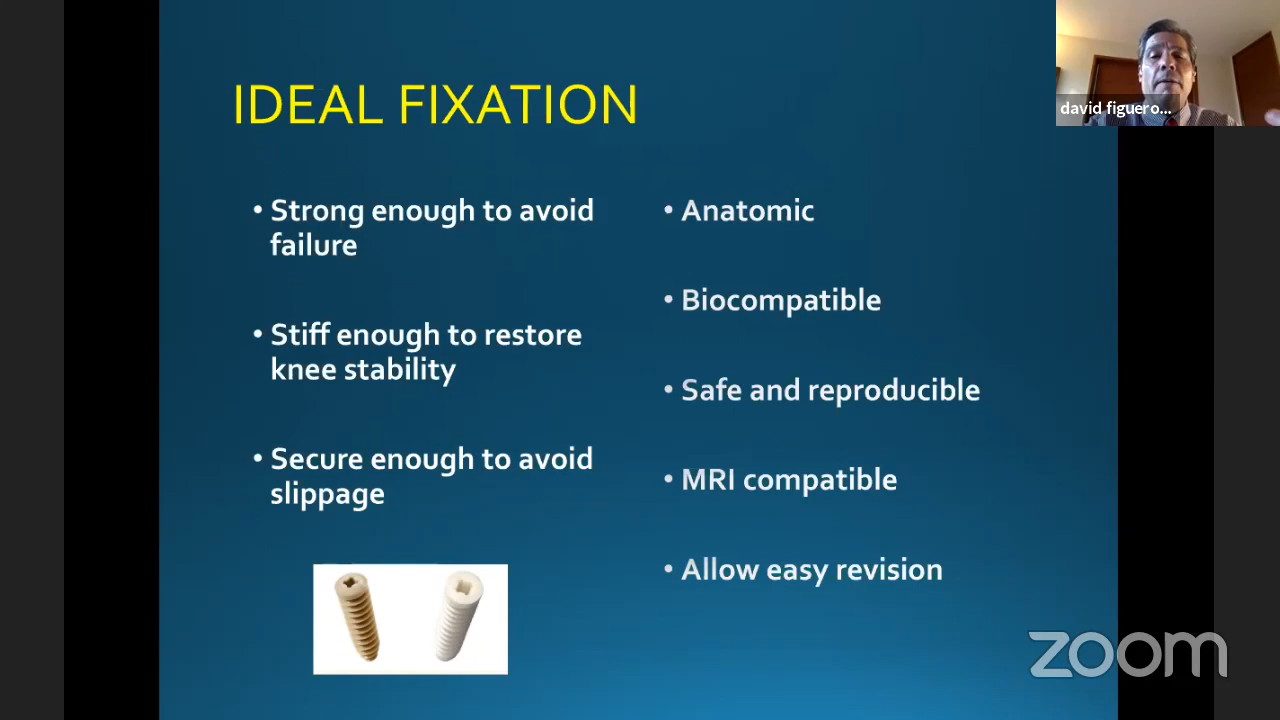 IDEAL FIXATION
• Strong enough to avoid
failure
• Stiff enough to restore
knee stability
• Secure enough to avoid
slippage
• Anatomic
• Biocompatible
• Safe and reproducible
• MRI compatible
• Allow easy revision
david figuero...
zoom